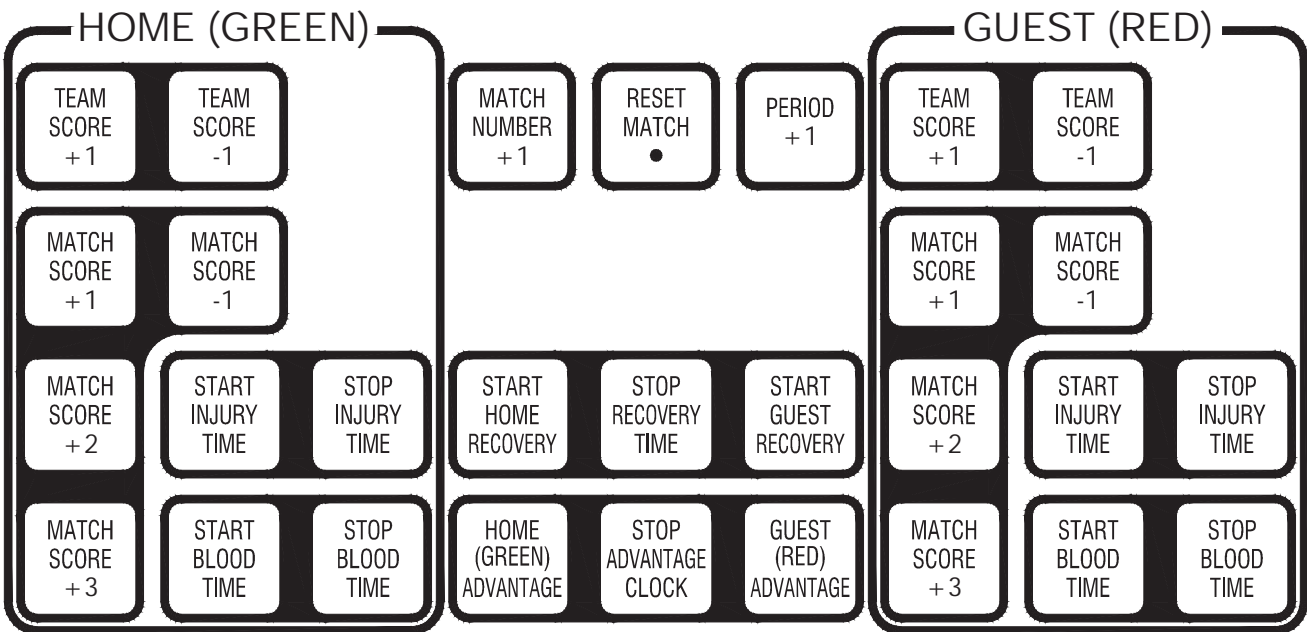 HOME (GREEN)
GUEST (RED)
TEAM
SCORE
+1
TEAM
SCORE
-1
MATCH
NUMBER
+1
RESET
MATCH
●
PERIOD
+1
TEAM
SCORE
+1
TEAM
SCORE
-1
MATCH
SCORE
+1
MATCH
SCORE
-1
MATCH
SCORE
+1
MATCH
SCORE
-1
MATCH
SCORE
+2
START
INJURY
TIME
STOP
INJURY
TIME
START
HOME
RECOVERY
STOP
RECOVERY
TIME
START
GUEST
RECOVERY
MATCH
SCORE
+2
START
INJURY
TIME
STOP
INJURY
TIME
MATCH
SCORE
+3
START
BLOOD
TIME
STOP
BLOOD
TIME
HOME
(GREEN)
ADVANTAGE
STOP
ADVANTAGE
CLOCK
GUEST
(RED)
ADVANTAGE
MATCH
SCORE
+3
START
BLOOD
TIME
STOP
BLOOD
TIME